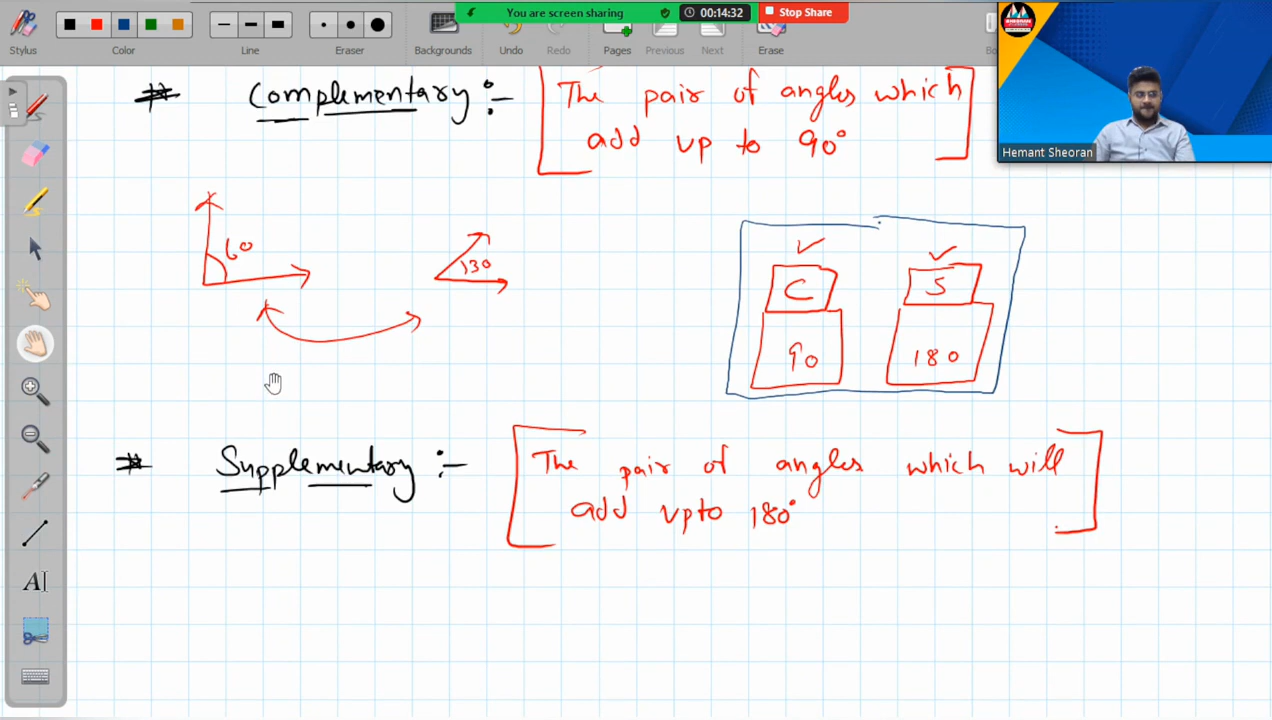 You are screen sharing
00:14:32
Stop Share
Stylus
Color
Line
Eraser
Backgrounds
Undo
Redo
Pages
Previous
Next
Erase
Hemant Sheoran
Complementary :-
The pair of angles which
add up to 90°
60
30
C
S
90
180
Supplementary :-
The pair of angles which will
add upto 180°
AI